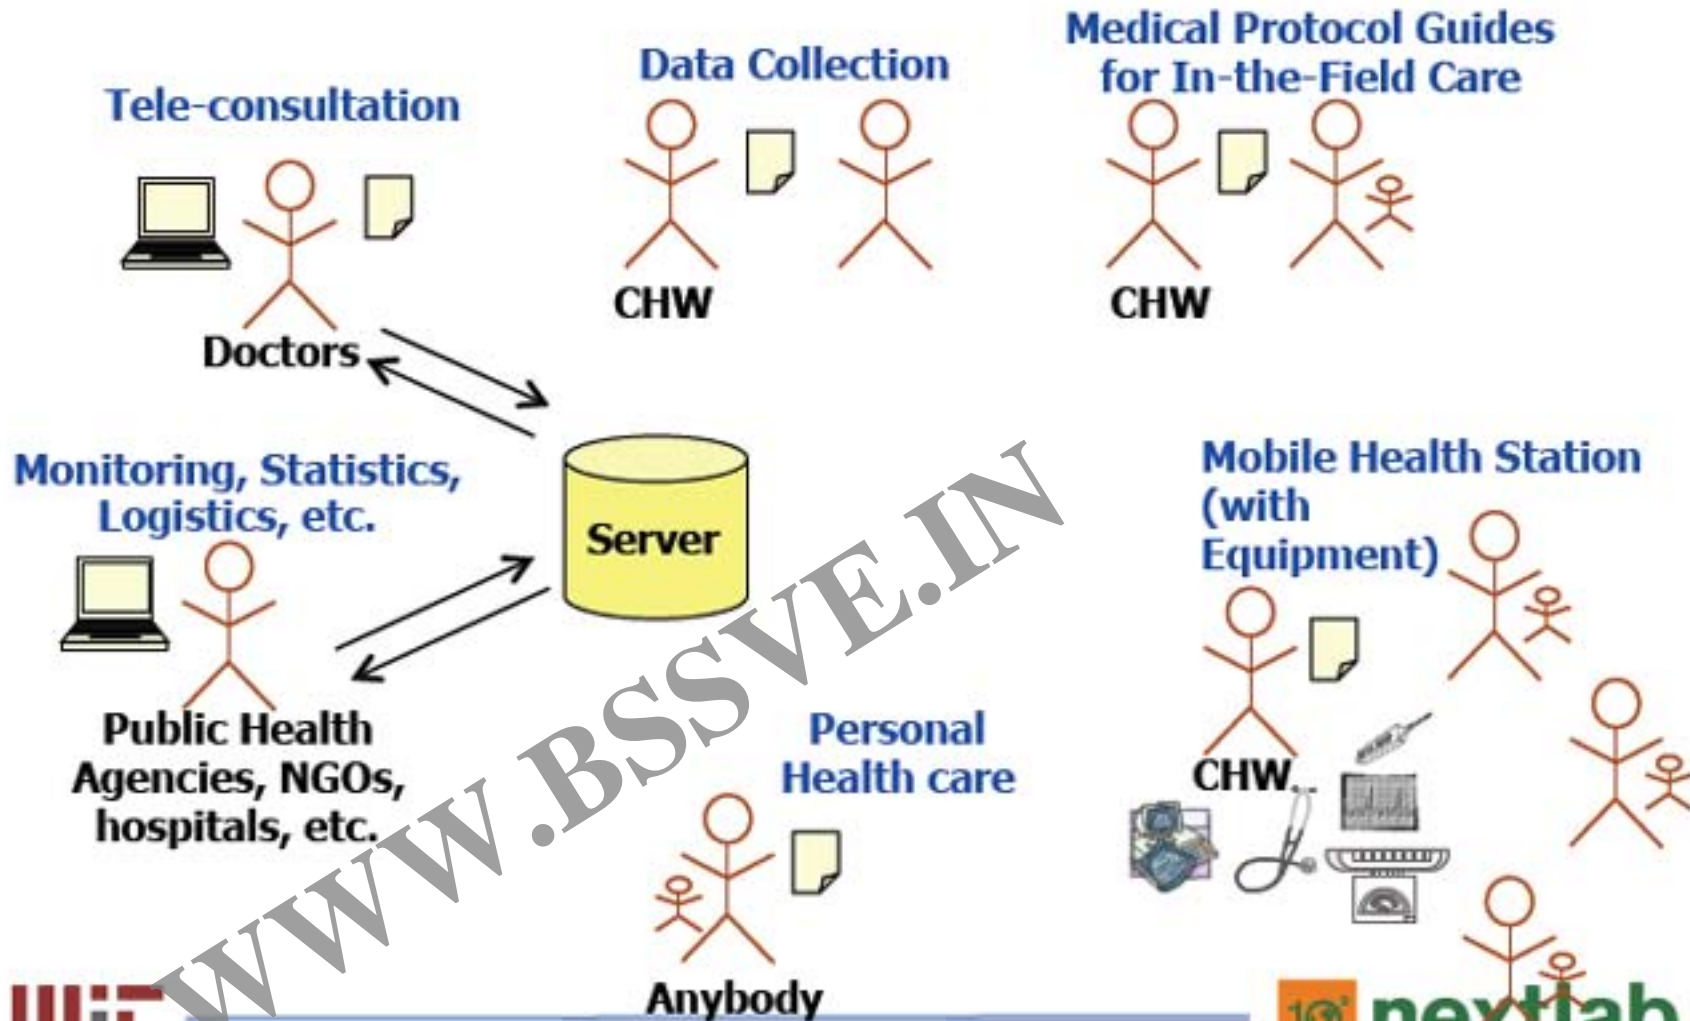 Medical Protocol Guides
for In-the-Field Care
Data Collection
Tele-consultation
CHW
CHW
Doctors
Monitoring, Statistics,
Logistics, etc.
Server
Mobile Health Station
(with
Equipment)
Public Health
Agencies, NGOs,
hospitals, etc.
Personal
Health care
CHW
Anybody
WWW.BSSVE.IN
nextlab